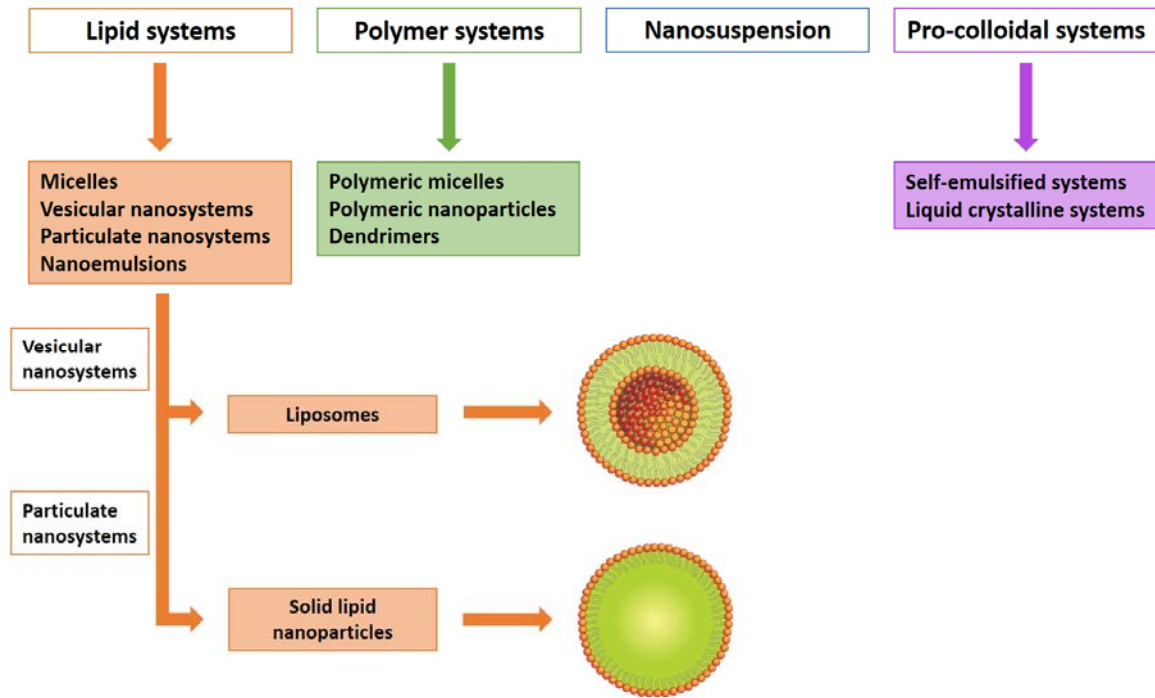 Lipid systems
Polymer systems
Nanosuspension
Pro-colloidal systems
Micelles
Vesicular nanosystems
Particulate nanosystems
Nanoemulsions
Polymeric micelles
Polymeric nanoparticles
Dendrimers
Self-emulsified systems
Liquid crystalline systems
Vesicular
nanosystems
Liposomes
Particulate
nanosystems
Solid lipid
nanoparticles